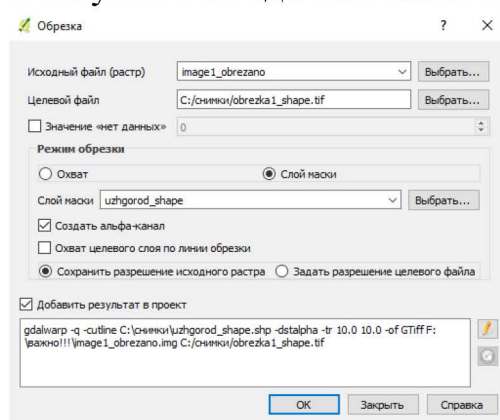 Обрезка ? ×
Исходный файл (растр) image1_obrezano Выбрать...
Целевой файл C:/снимки/obrezka1_shape.tif Выбрать...
Значение «нет данных» 0
Режим обрезки
Охват Слой маски
Слой маски uzhgorod_shape Выбрать...
Создать альфа-канал
Охват целевого слоя по линии обрезки
Сохранить разрешение исходного растра Задать разрешение целевого файла
Добавить результат в проект
gdalwarp -q -cutline C:\снимки\uzhgorod_shape.shp -dstalpha -tr 10.0 10.0 -of GTiff F:
\важно!!!\image1_obrezano.img C:/снимки/obrezka1_shape.tif
ОК Закрыть Справка